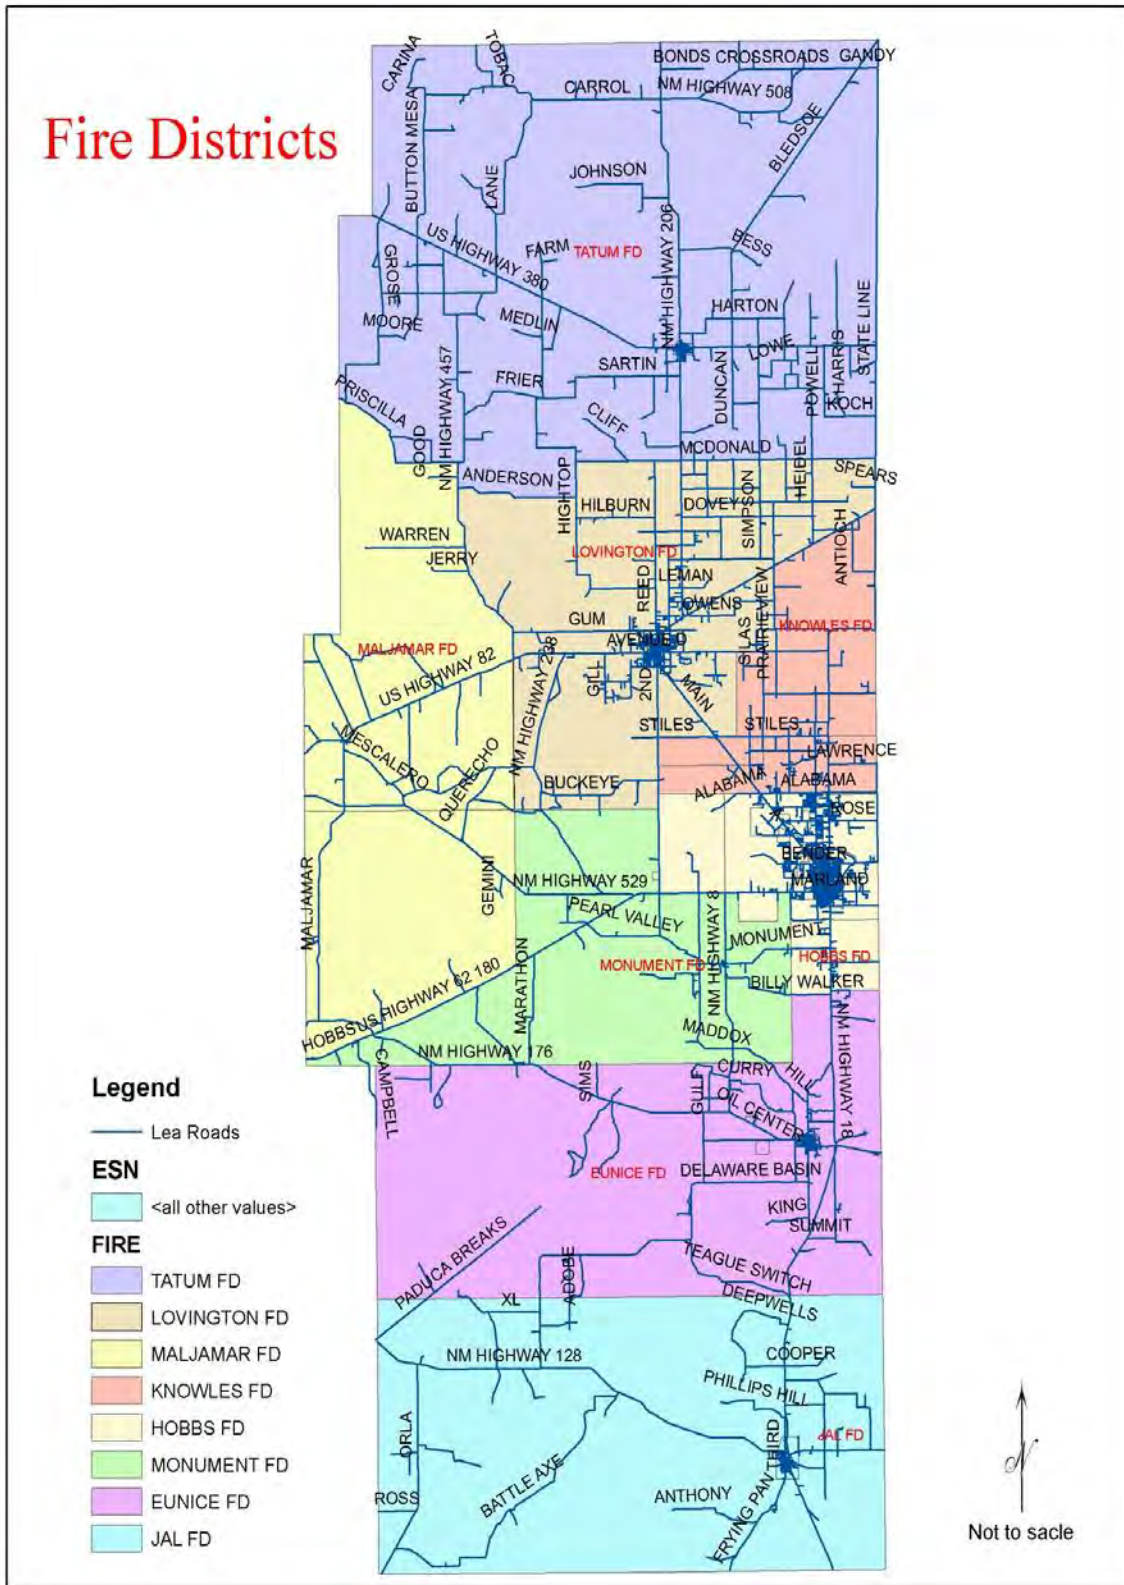 Fire Districts
CARINA
TOBAC
BONDS CROSSROADS GANDY
CARROL
NM HIGHWAY 508
BUTTON MESA
LANE
JOHNSON
BLEDSOE
US HIGHWAY 380
FARM
TATUM FD
NM HIGHWAY 206
BESS
GROSE
MOORE
MEDLIN
HARTON
STATE LINE
NM HIGHWAY 457
SARTIN
LOWE
FRIER
DUNCAN
POWELL
HARRIS
KOCH
PRISCILLA
CLIFF
GOOD
MCDONALD
ANDERSON
HIGHTOP
HEIDEL
SPEARS
HILBURN
DOVEY
SIMPSON
WARREN
JERRY
LOVINGTON FD
ANTIOCH
LEMAN
REED
OWENS
GUM
SILAS
PRAIRIEVIEW
KNOWLES FD
AVENUE D
MALJAMAR FD
US HIGHWAY 82
NM HIGHWAY 238
GILL
2ND
MAIN
STILES
STILES
MESCALERO
QUERECHO
LAWRENCE
BUCKEYE
ALABAMA
ALABAMA
ROSE
BENDER
MALJAMAR
GEMINI
NM HIGHWAY 529
MARLAND
PEARL VALLEY
NM HIGHWAY 8
MONUMENT
MARATHON
MONUMENT FD
HOBBS FD
BILLY WALKER
HOBBS
US HIGHWAY 62 180
MADDOX
NM HIGHWAY 18
CAMPBELL
NM HIGHWAY 176
SIMS
GULF
CURRY
HILL
OIL CENTER
EUNICE FD
DELAWARE BASIN
KING
SUMMIT
PADUCA BREAKS
ADOBE
TEAGUE SWITCH
XL
DEEPWELLS
NM HIGHWAY 128
COOPER
PHILLIPS HILL
ORLA
THIRD
JAL FD
BATTLE AXE
ROSS
ANTHONY
FRYING PAN
Legend
Lea Roads
ESN
<all other values>
FIRE
TATUM FD
LOVINGTON FD
MALJAMAR FD
KNOWLES FD
HOBBS FD
MONUMENT FD
EUNICE FD
JAL FD
N
Not to sacle